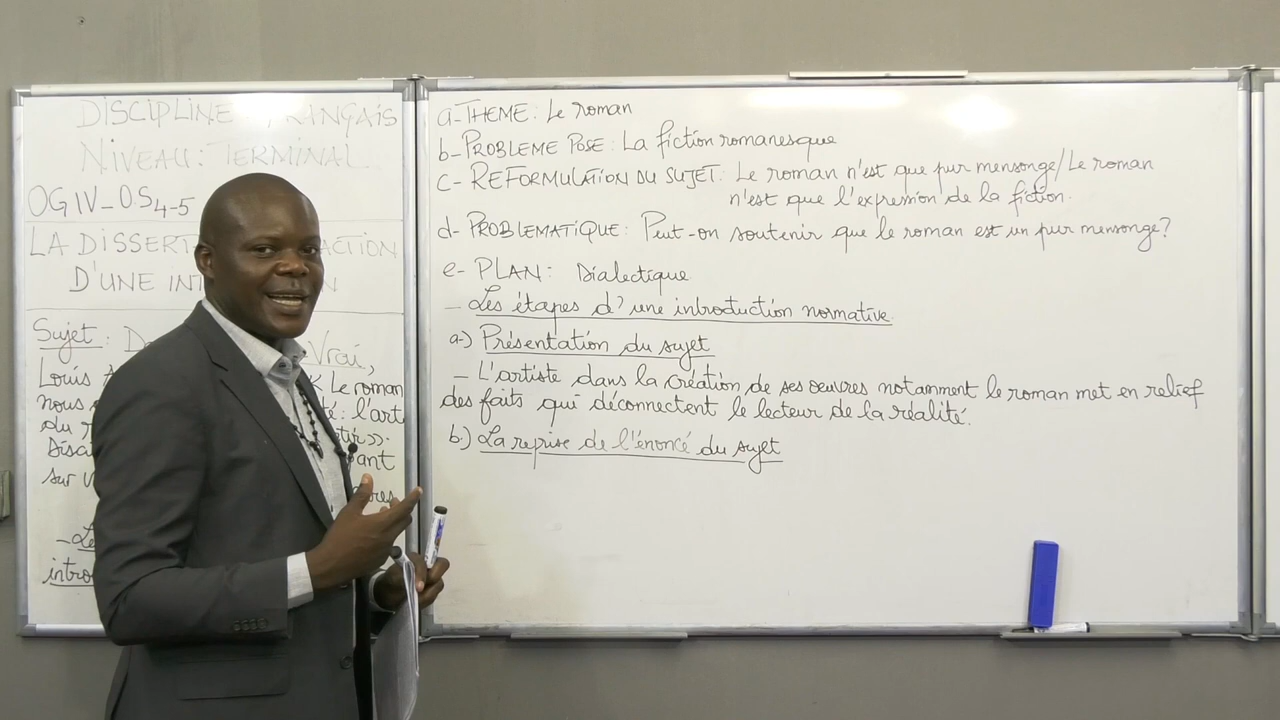 DISCIPLINE : FRANÇAIS
NIVEAU : TERMINAL
OG IV_OS4-5
LA
D'UNE
Sujet :
Vrai,
Louis
« Le roman
nous
l'art
du
sur
intro
a-THEME : Le roman
b-PROBLEME POSE : La fiction romanesque
c- REFORMULATION DU SUJET : Le roman n'est que pur mensonge/Le roman
n'est que l'expression de la fiction.
d- PROBLEMATIQUE : Peut-on soutenir que le roman est un pur mensonge?
e- PLAN : Dialectique
- Les étapes d'une introduction normative
a-) Présentation du sujet
- L'artiste dans la création de ses oeuvres notamment le roman met en relief
des faits qui déconnectent le lecteur de la réalité.
b-) La reprise de l'énoncé du sujet